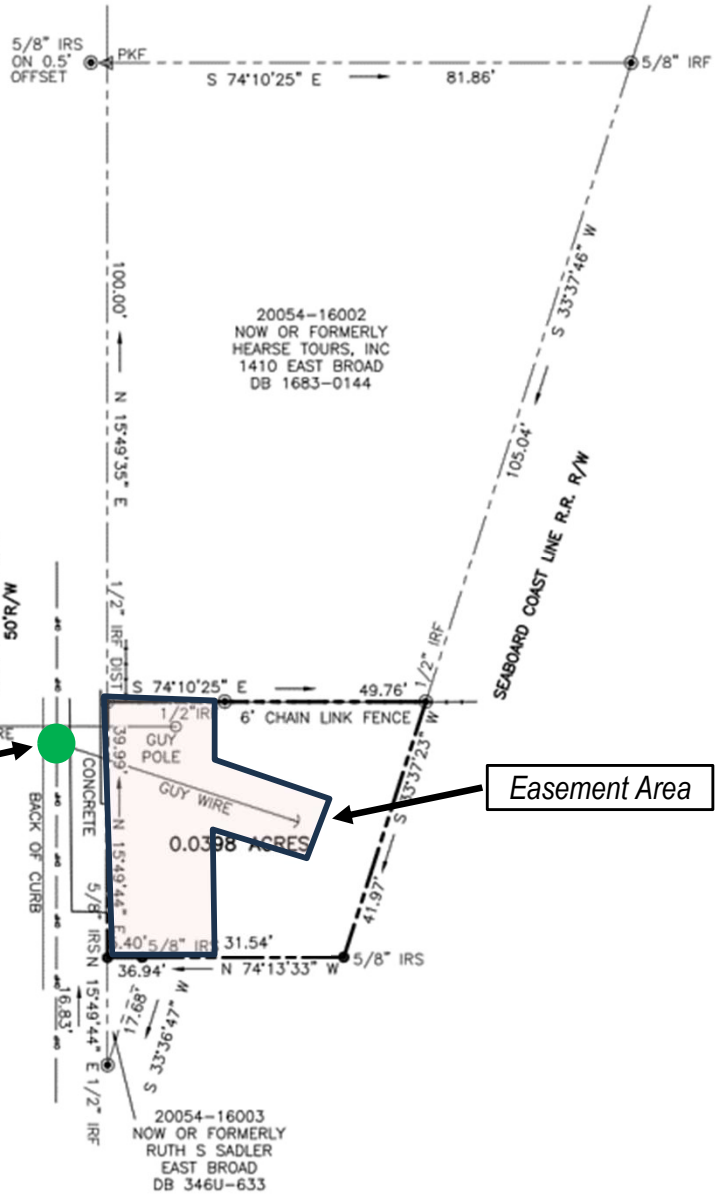 5/8" IRS
ON 0.5'
OFFSET
PKF
S 74°10'25" E
81.86'
5/8" IRF
100.00'
N 15°49'35" E
20054-16002
NOW OR FORMERLY
HEARSE TOURS, INC
1410 EAST BROAD
DB 1683-0144
S 33°37'46" W
105.04'
SEABOARD COAST LINE R.R. R/W
50'R/W
1/2" IRF DIST
1/2" IRF
S 74°10'25" E
49.76'
1/2"IRS
6' CHAIN LINK FENCE
GUY
POLE
GUY WIRE
39.99'
N 15°49'44" E
CONCRETE
BACK OF CURB
0.0398 ACRES
S 33°37'23" W
41.97'
Easement Area
5/8" IRS
5.40'
5/8" IRS
31.54'
36.94'
N 74°13'33" W
5/8" IRS
16.83'
N 15°49'44" E
17.68'
S 33°36'47" W
1/2" IRF
20054-16003
NOW OR FORMERLY
RUTH S SADLER
EAST BROAD
DB 346U-633